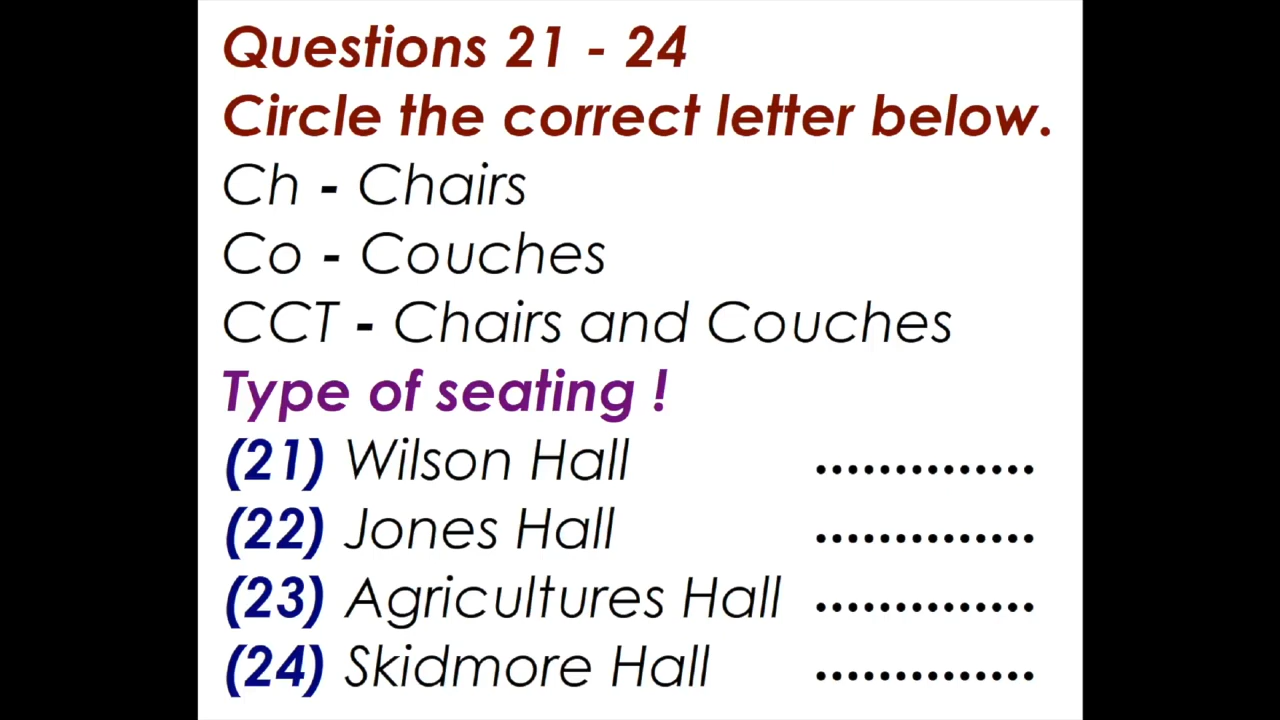 Questions 21 - 24
Circle the correct letter below.
Ch - Chairs
Co - Couches
CCT - Chairs and Couches
Type of seating !
(21) Wilson Hall ..............
(22) Jones Hall ..............
(23) Agricultures Hall ..............
(24) Skidmore Hall ..............